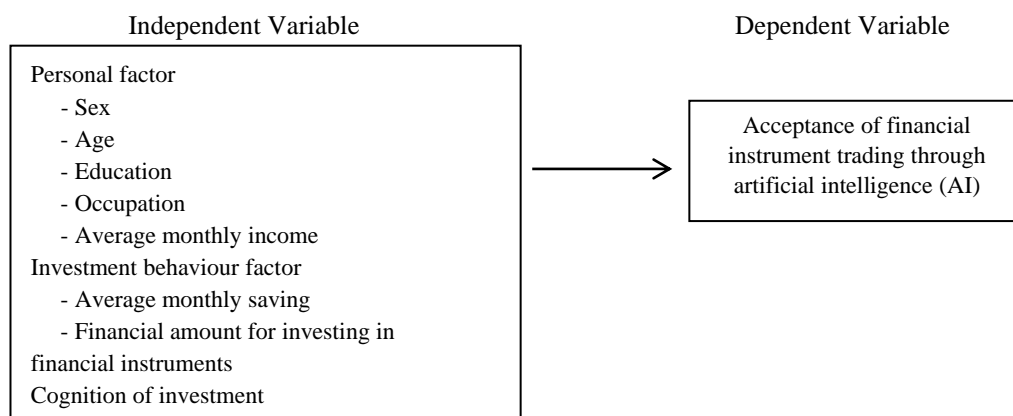 Independent Variable
Personal factor
- Sex
- Age
- Education
- Occupation
- Average monthly income
Investment behaviour factor
- Average monthly saving
- Financial amount for investing in
financial instruments
Cognition of investment
Dependent Variable
Acceptance of financial
instrument trading through
artificial intelligence (AI)